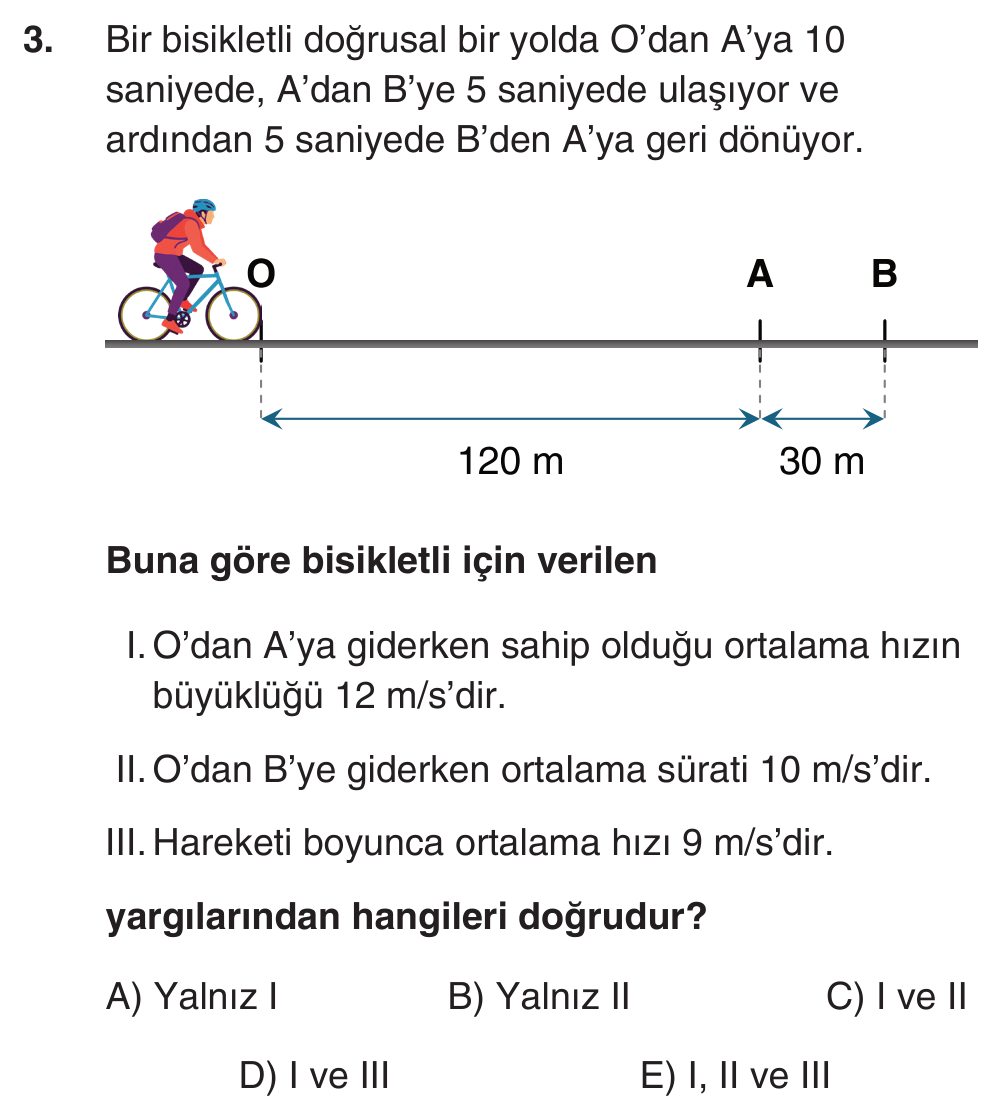 3. Bir bisikletli doğrusal bir yolda O’dan A’ya 10
saniyede, A’dan B’ye 5 saniyede ulaşıyor ve
ardından 5 saniyede B’den A’ya geri dönüyor.
O A B
120 m 30 m
Buna göre bisikletli için verilen
I. O’dan A’ya giderken sahip olduğu ortalama hızın
büyüklüğü 12 m/s’dir.
II. O’dan B’ye giderken ortalama sürati 10 m/s’dir.
III. Hareketi boyunca ortalama hızı 9 m/s’dir.
yargılarından hangileri doğrudur?
A) Yalnız I B) Yalnız II C) I ve II
D) I ve III E) I, II ve III